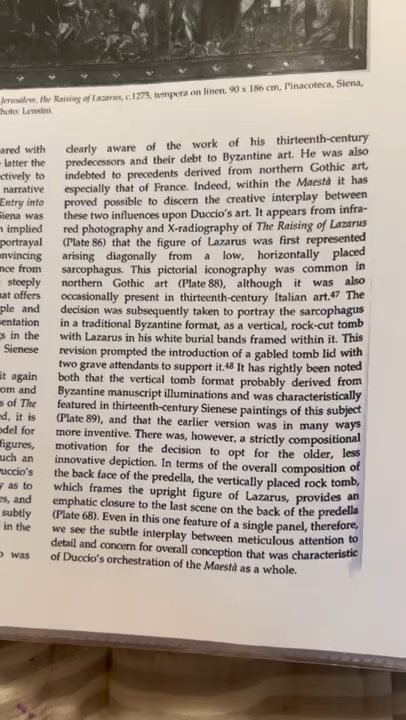 Jerusalem, the Raising of Lazarus, c.1275, tempera on linen, 90 x 186 cm, Pinacoteca, Siena,
hoto: Lensini.
ared with
latter the
ctively to
narrative
Entry into
Siena was
n implied
portrayal
nvincing
nce from
steeply
hat offers
ple and
sentation
s in the
Sienese
it again
om and
s of The
d, it is
odel for
figures,
uch an
uccio's
y as to
es, and
subtly
in the
o was
clearly aware of the work of his thirteenth-century
predecessors and their debt to Byzantine art. He was also
indebted to precedents derived from northern Gothic art,
especially that of France. Indeed, within the Maestà it has
proved possible to discern the creative interplay between
these two influences upon Duccio's art. It appears from infra-
red photography and X-radiography of The Raising of Lazarus
(Plate 86) that the figure of Lazarus was first represented
arising diagonally from a low, horizontally placed
sarcophagus. This pictorial iconography was common in
northern Gothic art (Plate 88), although it was also
occasionally present in thirteenth-century Italian art.47 The
decision was subsequently taken to portray the sarcophagus
in a traditional Byzantine format, as a vertical, rock-cut tomb
with Lazarus in his white burial bands framed within it. This
revision prompted the introduction of a gabled tomb lid with
two grave attendants to support it.48 It has rightly been noted
both that the vertical tomb format probably derived from
Byzantine manuscript illuminations and was characteristically
featured in thirteenth-century Sienese paintings of this subject
(Plate 89), and that the earlier version was in many ways
more inventive. There was, however, a strictly compositional
motivation for the decision to opt for the older, less
innovative depiction. In terms of the overall composition of
the back face of the predella, the vertically placed rock tomb,
which frames the upright figure of Lazarus, provides an
emphatic closure to the last scene on the back of the predella
(Plate 68). Even in this one feature of a single panel, therefore,
we see the subtle interplay between meticulous attention to
detail and concern for overall conception that was characteristic
of Duccio's orchestration of the Maestà as a whole.